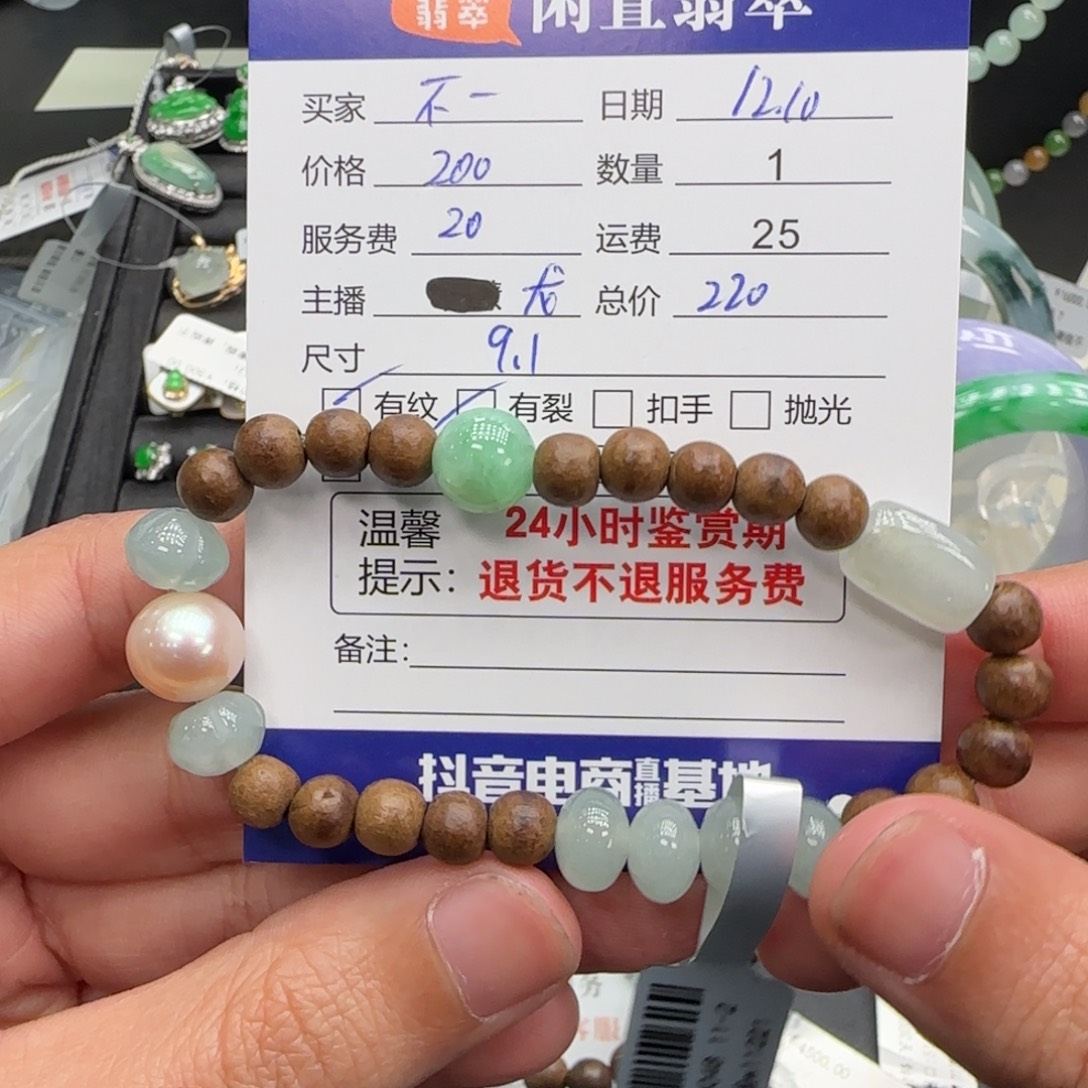 翡翠 闲置翡翠
买家 不一 日期 12.10
价格 200 数量 1
服务费 20 运费 25
主播 总价 220
尺寸 9.1
有纹 有裂 扣手 抛光
温馨提示: 24小时鉴赏期
退货不退服务费
备注:
抖音电商直播基地
¥4500.00